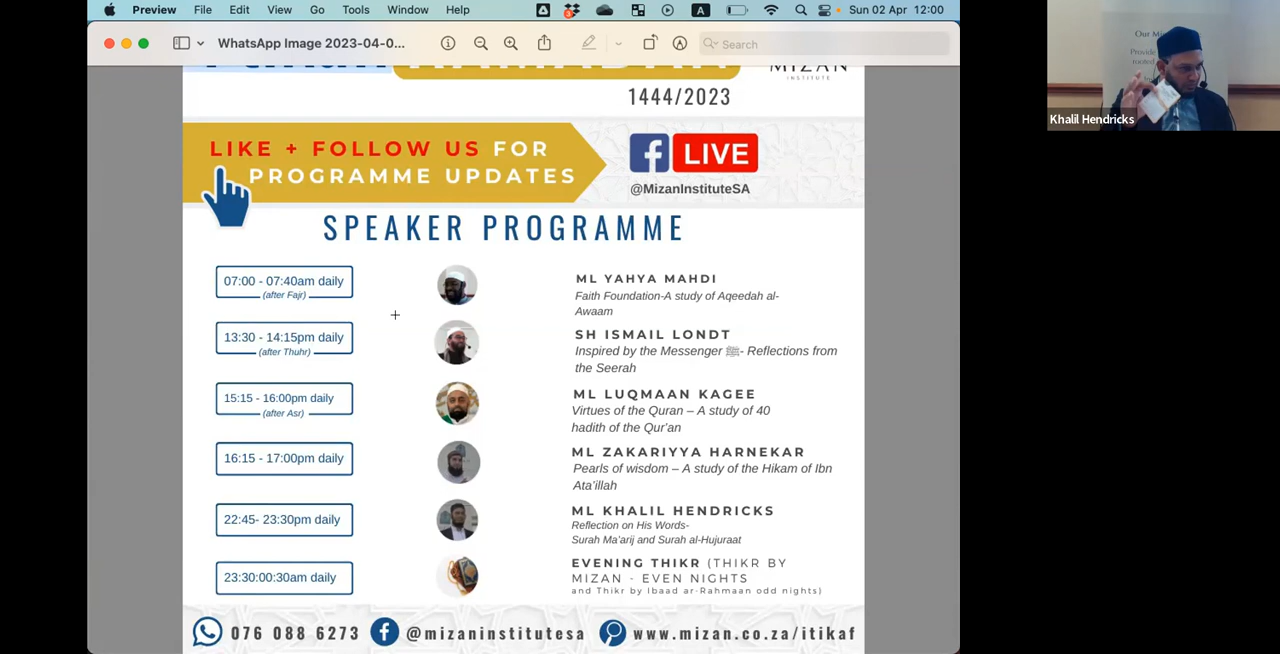 Preview File Edit View Go Tools Window Help A Sun 02 Apr 12:00
WhatsApp Image 2023-04-0... Search
MIZAN
INSTITUTE
1444/2023
LIKE + FOLLOW US FOR
PROGRAMME UPDATES
LIVE
@MizanInstituteSA
SPEAKER PROGRAMME
07:00 - 07:40am daily
(after Fajr)
ML YAHYA MAHDI
Faith Foundation-A study of Aqeedah al-
Awaam
13:30 - 14:15pm daily
(after Thuhr)
SH ISMAIL LONDT
Inspired by the Messenger ﷺ- Reflections from
the Seerah
15:15 - 16:00pm daily
(after Asr)
ML LUQMAAN KAGEE
Virtues of the Quran – A study of 40
hadith of the Qur'an
16:15 - 17:00pm daily
ML ZAKARIYYA HARNEKAR
Pearls of wisdom – A study of the Hikam of Ibn
Ata'illah
22:45- 23:30pm daily
ML KHALIL HENDRICKS
Reflection on His Words-
Surah Ma'arij and Surah al-Hujuraat
23:30:00:30am daily
EVENING THIKR (THIKR BY
MIZAN - EVEN NIGHTS
and Thikr by Ibaad ar-Rahmaan odd nights)
076 088 6273 @mizaninstitutesa www.mizan.co.za/itikaf
Our Mi
Provide
rooted
Khalil Hendricks